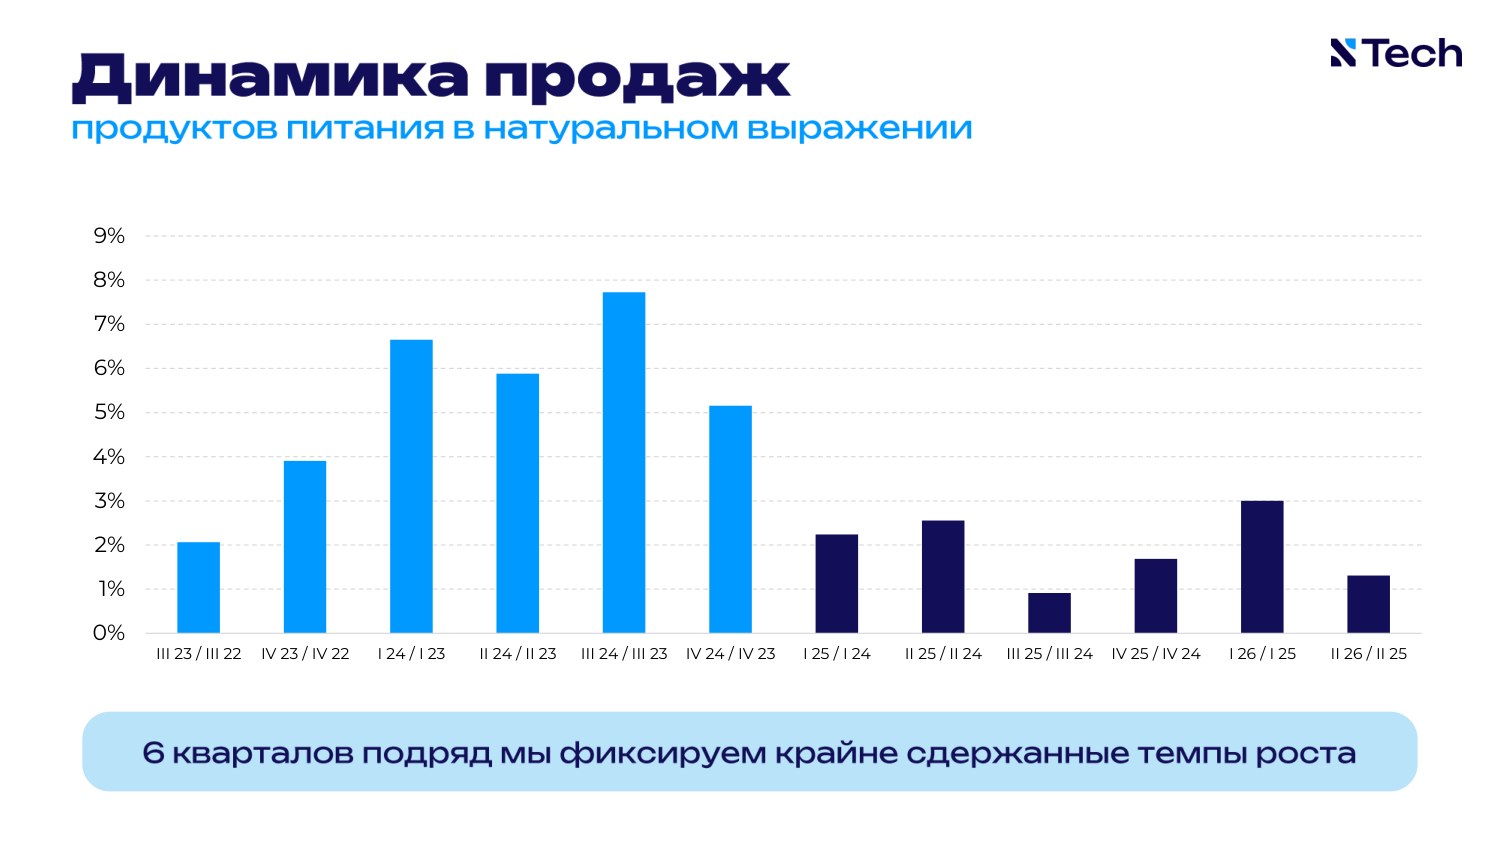 Динамика продаж
Tech
продуктов питания в натуральном выражении
9%
8%
7%
6%
5%
4%
3%
2%
1%
0%
III 23 / III 22
IV 23 / IV 22
I 24 / I 23
II 24 / II 23
III 24 / III 23
IV 24 / IV 23
I 25 / I 24
II 25 / II 24
III 25 / III 24
IV 25 / IV 24
I 26 / I 25
II 26 / II 25
6 кварталов подряд мы фиксируем крайне сдержанные темпы роста